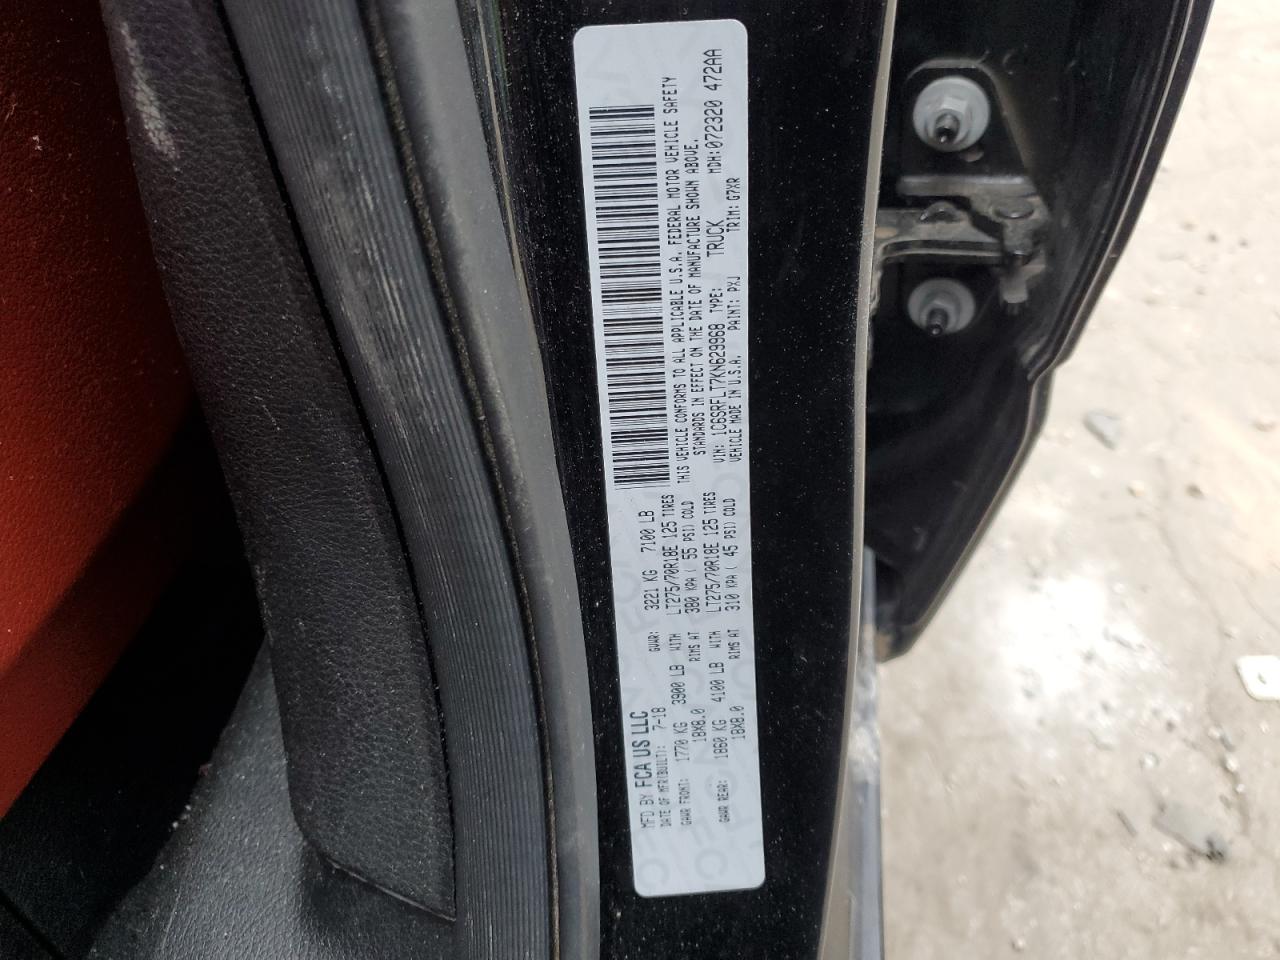 MFD BY FCA US LLC
DATE OF MFR(BUILT): 7-18 GVWR: 3221 KG 7100 LB
GAWR FRONT: 1770 KG 3900 LB WITH LT275/70R18E 125 TIRES
18X8.0 RIMS AT 380 KPA ( 55 PSI) COLD
GAWR REAR: 1860 KG 4100 LB WITH LT275/70R18E 125 TIRES
18X8.0 RIMS AT 310 KPA ( 45 PSI) COLD
THIS VEHICLE CONFORMS TO ALL APPLICABLE U.S.A. FEDERAL MOTOR VEHICLE SAFETY
STANDARDS IN EFFECT ON THE DATE OF MANUFACTURE SHOWN ABOVE.
VIN: 1C6SRFLT7KN629968 TYPE: TRUCK MDH:072320 472AA
VEHICLE MADE IN U.S.A. PAINT: PXJ TRIM: G7XR